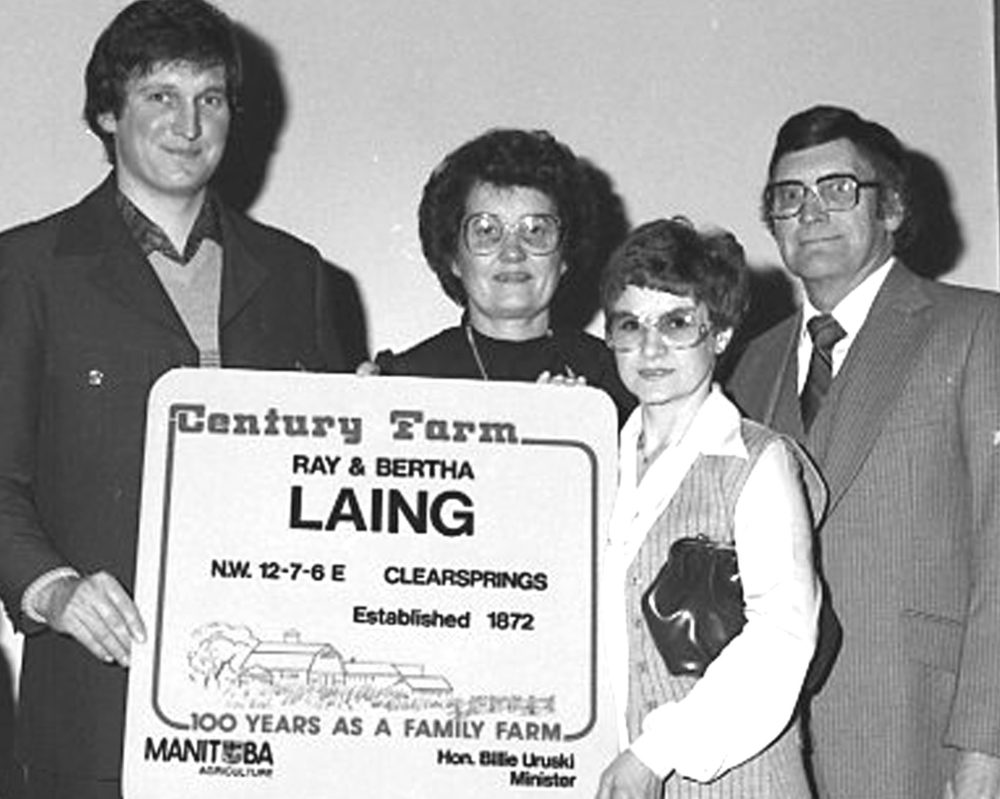 Century Farm
RAY & BERTHA
LAING
N.W. 12-7-6 E CLEARSPRINGS
Established 1872
100 YEARS AS A FAMILY FARM
MANITOBA
AGRICULTURE
Hon. Billie Uruski
Minister